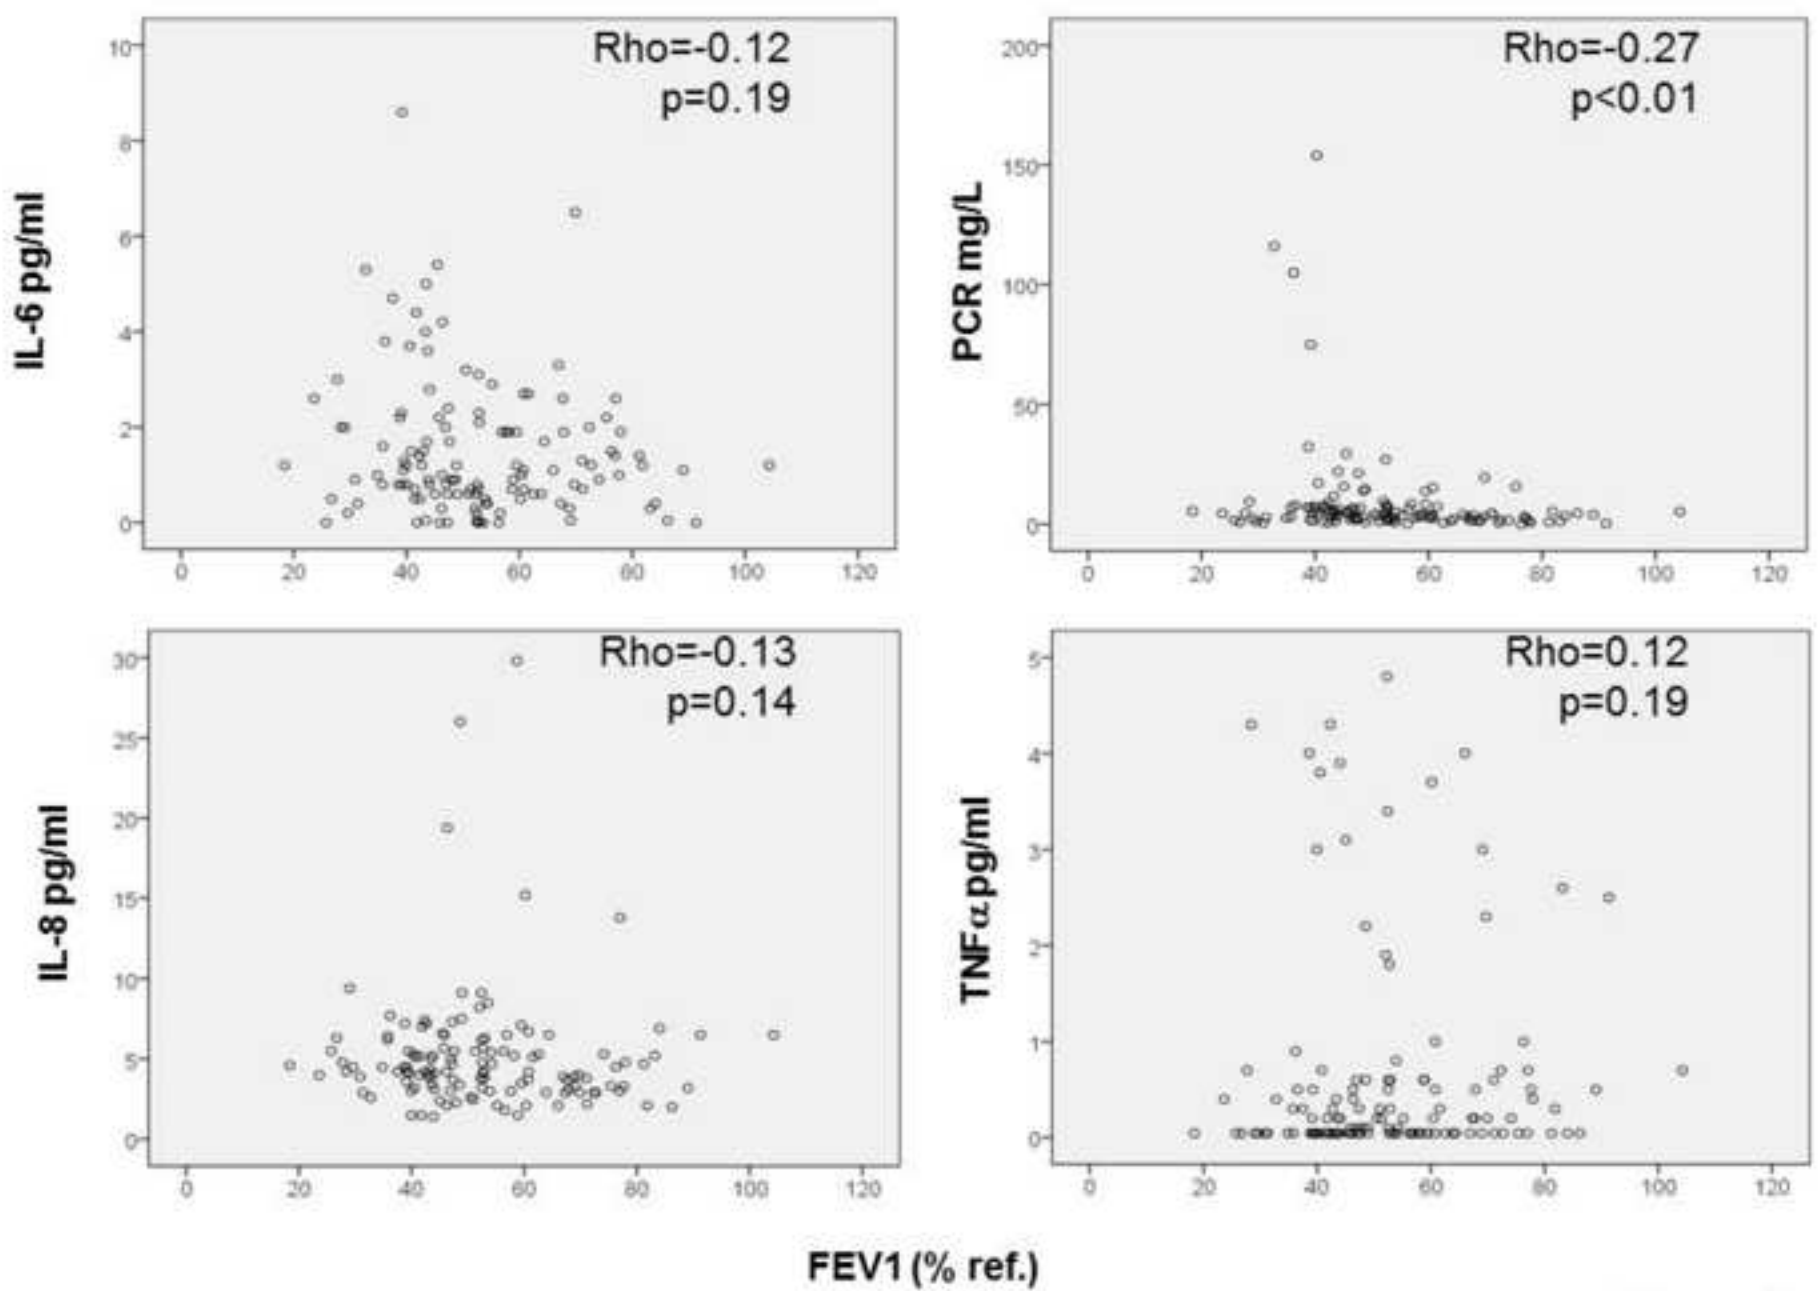 Rho=-0.12
p=0.19
IL-6 pg/ml
10
8
6
4
2
0
0 20 40 60 80 100 120
Rho=-0.27
p<0.01
PCR mg/L
200
150
100
50
0
0 20 40 60 80 100 120
Rho=-0.13
p=0.14
IL-8 pg/ml
30
25
20
15
10
5
0
0 20 40 60 80 100 120
Rho=0.12
p=0.19
TNFα pg/ml
5
4
3
2
1
0
0 20 40 60 80 100 120
FEV1 (% ref.)